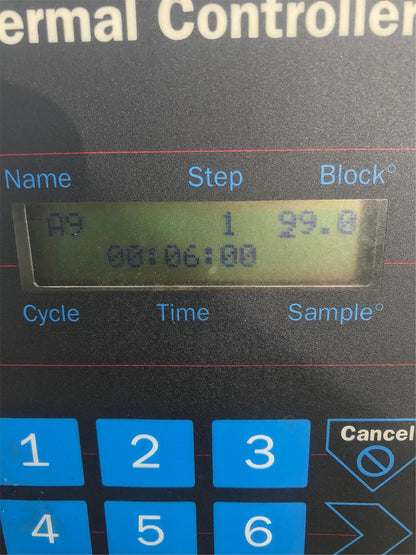 ermal Controller
Name Step Block°
A9 1 99.0
00:06:00
Cycle Time Sample°
1 2 3 Cancel
4 5 6